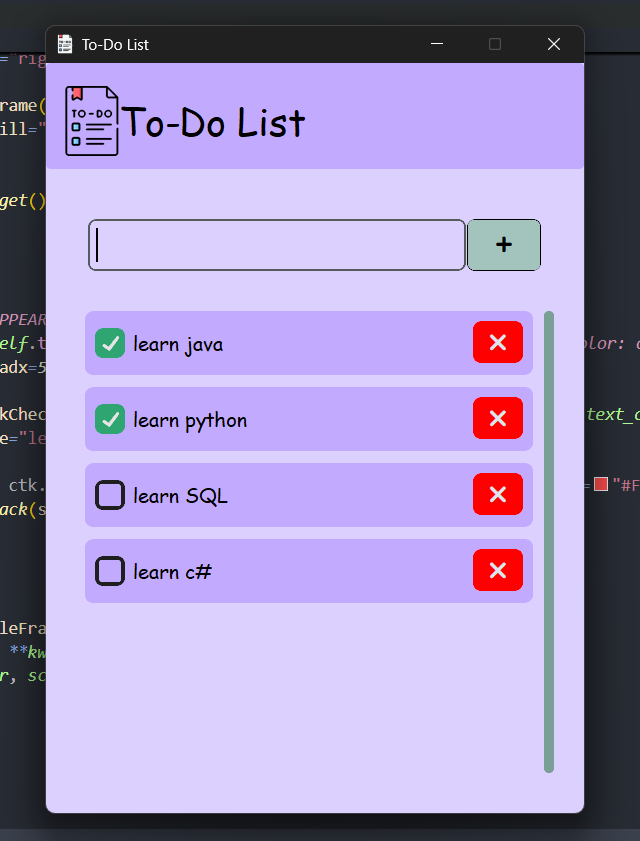 To-Do List
="rig
TO-DO
To-Do List
rame(
ill="
get()
+
PPEAR
elf.t
olor:
adx=5
learn java
kChec
text_c
e="le
learn python
ctk.
="#F
ack(s
learn SQL
learn c#
leFra
**kw
r, sc